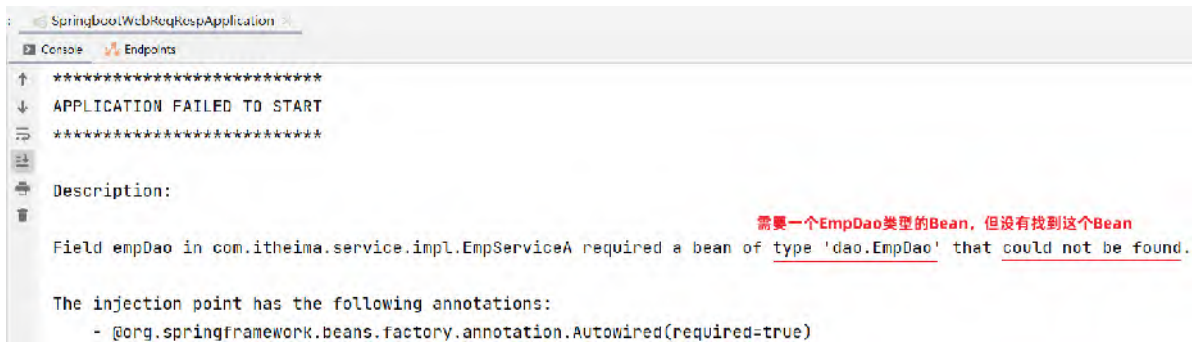 SpringbootWebReqRespApplication
Console Endpoints
***************************
APPLICATION FAILED TO START
***************************
Description:
需要一个EmpDao类型的Bean，但没有找到这个Bean
Field empDao in com.itheima.service.impl.EmpServiceA required a bean of type 'dao.EmpDao' that could not be found.
The injection point has the following annotations:
- @org.springframework.beans.factory.annotation.Autowired(required=true)